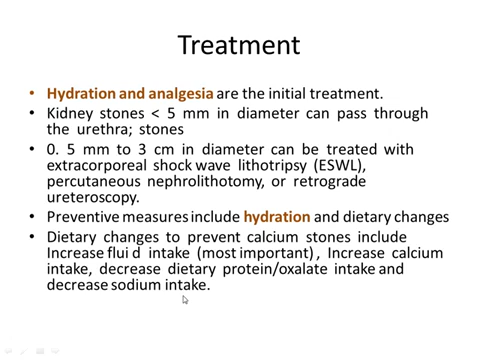 Treatment
• Hydration and analgesia are the initial treatment.
• Kidney stones < 5 mm in diameter can pass through
the urethra; stones
• 0. 5 mm to 3 cm in diameter can be treated with
extracorporeal shock wave lithotripsy (ESWL),
percutaneous nephrolithotomy, or retrograde
ureteroscopy.
• Preventive measures include hydration and dietary changes
• Dietary changes to prevent calcium stones include
Increase flui d intake (most important) , Increase calcium
intake, decrease dietary protein/oxalate intake and
decrease sodium intake.